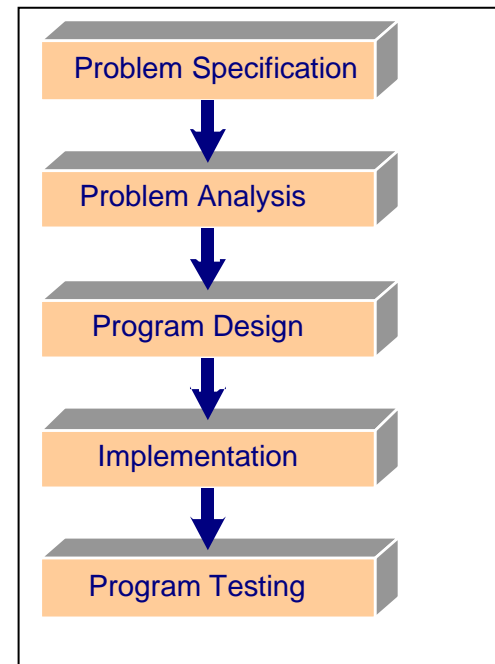 Problem Specification
Problem Analysis
Program Design
Implementation
Program Testing